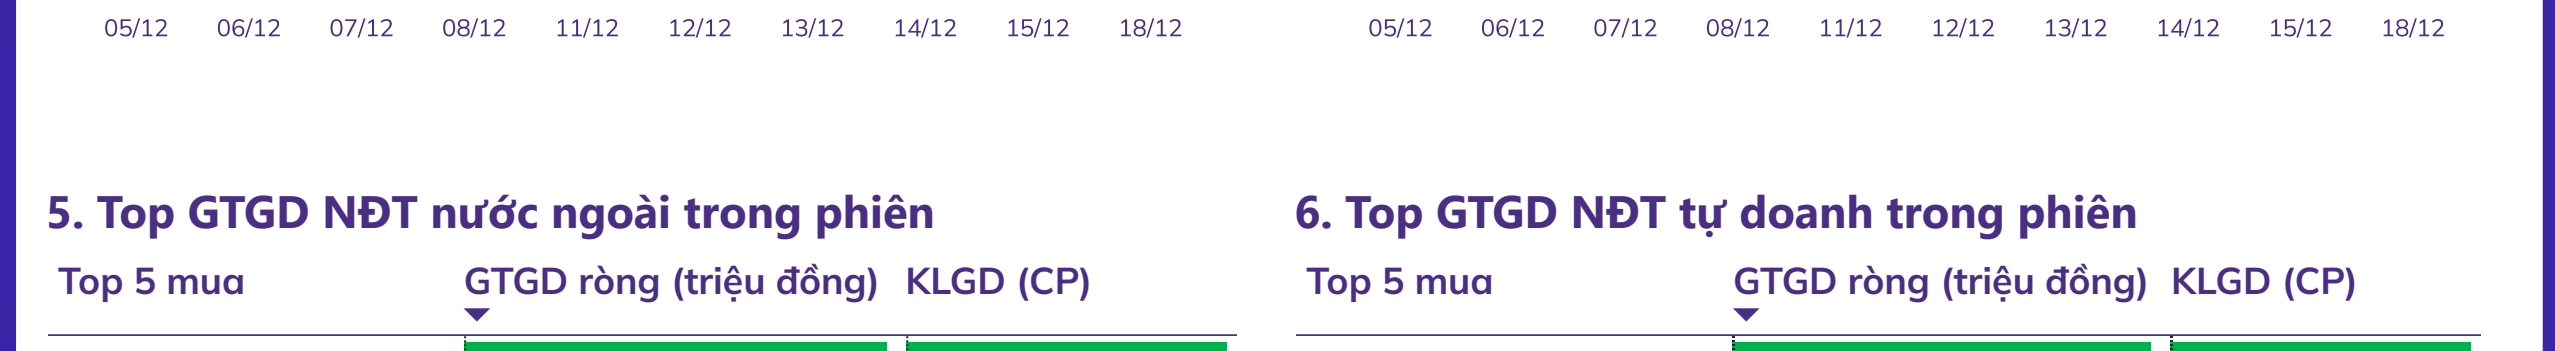 05/12 06/12 07/12 08/12 11/12 12/12 13/12 14/12 15/12 18/12
05/12 06/12 07/12 08/12 11/12 12/12 13/12 14/12 15/12 18/12
5. Top GTGD NĐT nước ngoài trong phiên
Top 5 mua GTGD ròng (triệu đồng) KLGD (CP)
6. Top GTGD NĐT tự doanh trong phiên
Top 5 mua GTGD ròng (triệu đồng) KLGD (CP)